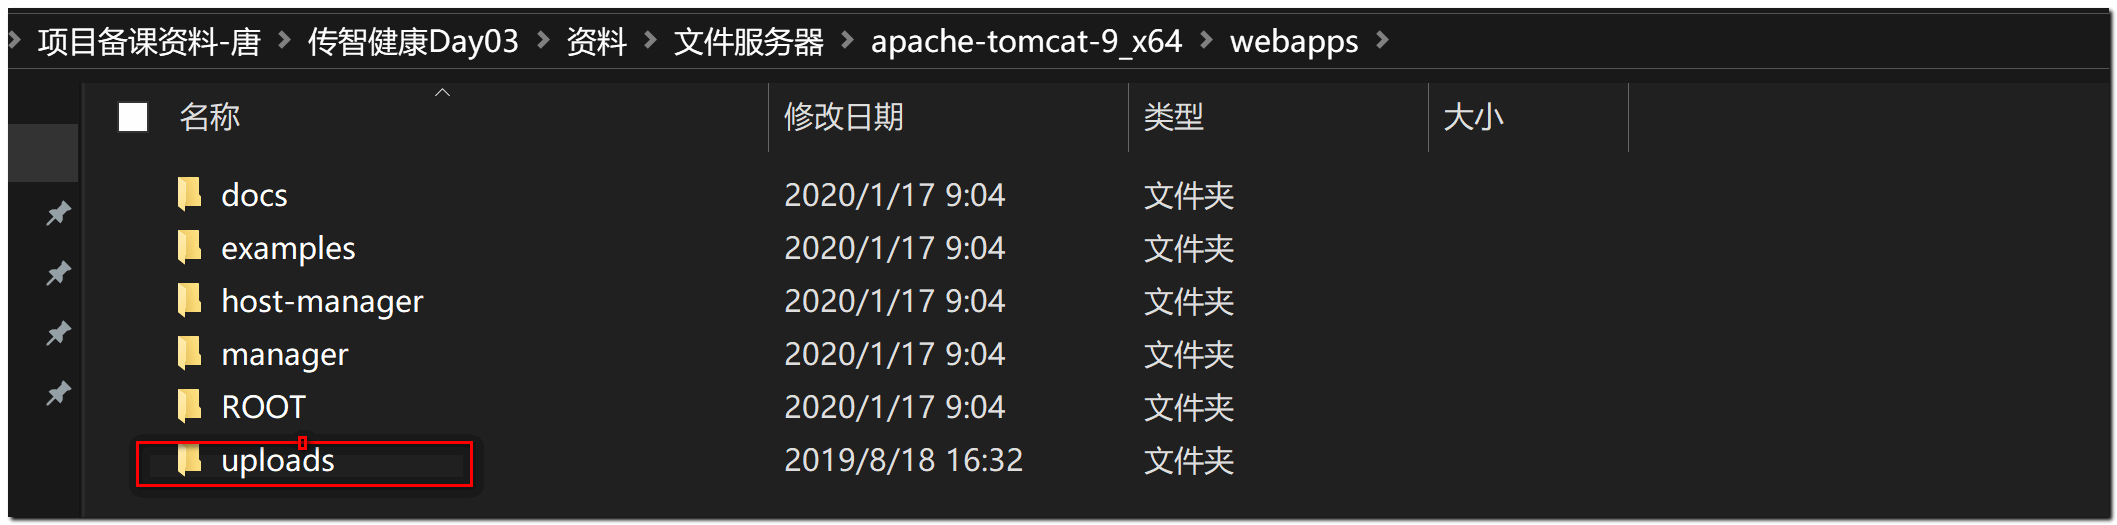 项目备课资料-唐 传智健康Day03 资料 文件服务器 apache-tomcat-9_x64 webapps
名称 修改日期 类型 大小
docs 2020/1/17 9:04 文件夹
examples 2020/1/17 9:04 文件夹
host-manager 2020/1/17 9:04 文件夹
manager 2020/1/17 9:04 文件夹
ROOT 2020/1/17 9:04 文件夹
uploads 2019/8/18 16:32 文件夹